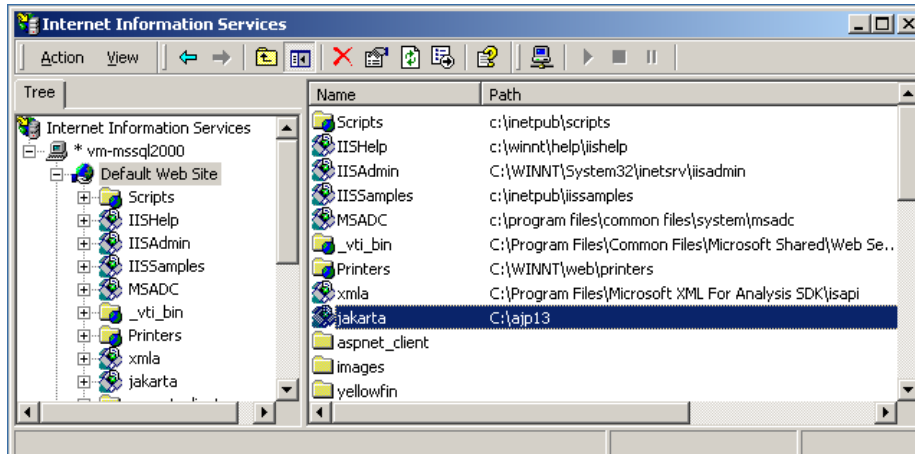 Internet Information Services
Action View
Tree
Internet Information Services
* vm-mssql2000
Default Web Site
Scripts
IISHelp
IISAdmin
IISSamples
MSADC
_vti_bin
Printers
xmla
jakarta
Name Path
Scripts c:\inetpub\scripts
IISHelp c:\winnt\help\iishelp
IISAdmin C:\WINNT\System32\inetsrv\iisadmin
IISSamples c:\inetpub\iissamples
MSADC c:\program files\common files\system\msadc
_vti_bin C:\Program Files\Common Files\Microsoft Shared\Web Se...
Printers C:\WINNT\web\printers
xmla C:\Program Files\Microsoft XML For Analysis SDK\isapi
jakarta C:\ajp13
aspnet_client
images
yellowfin